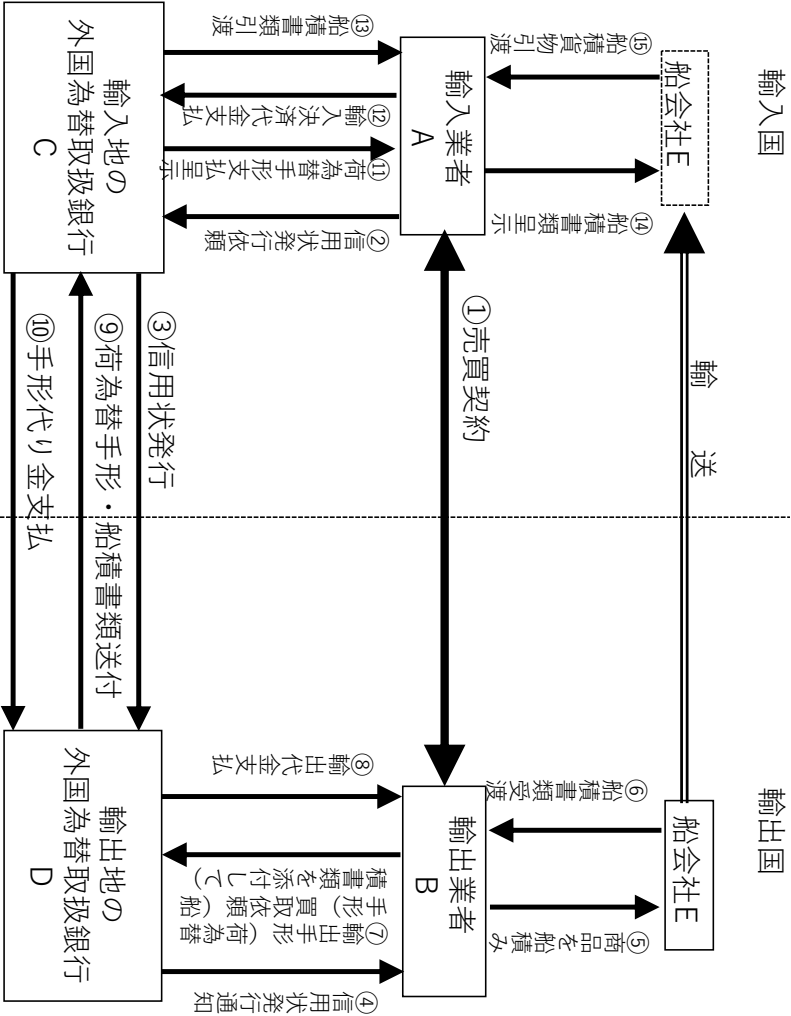 輸入国
輸出国
船会社E
輸 送
船会社E
⑮船積貨物引渡
⑭船積書類呈示
⑥船積書類受渡
⑤商品を船積み
輸入業者
A
①売買契約
輸出業者
B
⑬船積書類引渡
⑫輸入決済代金支払
⑪荷為替手形支払呈示
②信用状発行依頼
⑧輸出代金支払
⑦輸出手形（荷為替
手形）買取依頼（船
積書類を添付して）
④信用状発行通知
輸入地の
外国為替取扱銀行
C
③信用状発行
⑨荷為替手形・船積書類送付
⑩手形代り金支払
輸出地の
外国為替取扱銀行
D